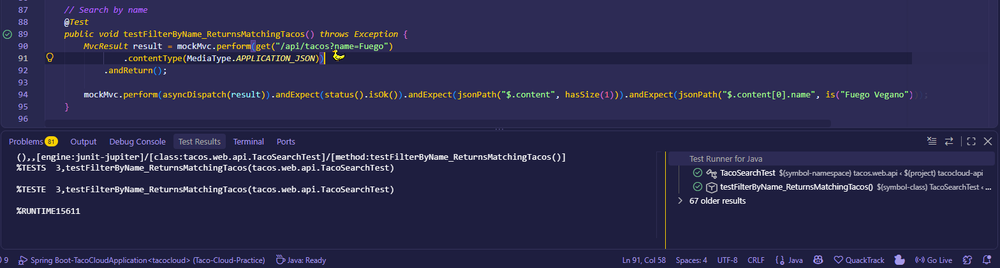 87 // Search by name
88 @Test
89 public void testFilterByName_ReturnsMatchingTacos() throws Exception {
90 MvcResult result = mockMvc.perform(get("/api/tacos?name=Fuego")
91 .contentType(MediaType.APPLICATION_JSON))
92 .andReturn();
93
94 mockMvc.perform(asyncDispatch(result)).andExpect(status().isOk()).andExpect(jsonPath("$.content", hasSize(1))).andExpect(jsonPath("$.content[0].name", is("Fuego Vegano")));
95 }
96
Problems 81 Output Debug Console Test Results Terminal Ports
(),,[engine:junit-jupiter]/[class:tacos.web.api.TacoSearchTest]/[method:testFilterByName_ReturnsMatchingTacos()]
%TESTS 3,testFilterByName_ReturnsMatchingTacos(tacos.web.api.TacoSearchTest)
%TESTE 3,testFilterByName_ReturnsMatchingTacos(tacos.web.api.TacoSearchTest)
%RUNTIME15611
Test Runner for Java
TacoSearchTest $(symbol-namespace) tacos.web.api ‹ $(project) tacocloud-api
testFilterByName_ReturnsMatchingTacos() $(symbol-class) TacoSearchTest ‹ ...
67 older results
9 Spring Boot-TacoCloudApplication<tacocloud> (Taco-Cloud-Practice) Java: Ready Ln 91, Col 58 Spaces: 4 UTF-8 CRLF Java QuackTrack Go Live